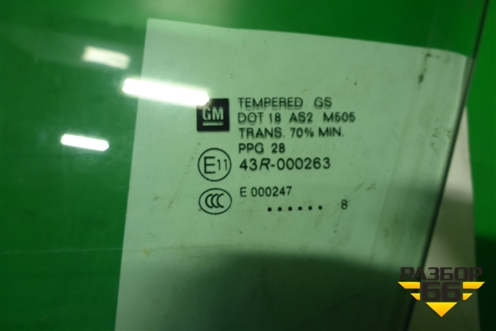 GM
TEMPERED GS
DOT 18 AS2 M505
TRANS. 70% MIN.
PPG 28
E11 43R-000263
CCC E 000247
...... 8
РАЗБОР
66